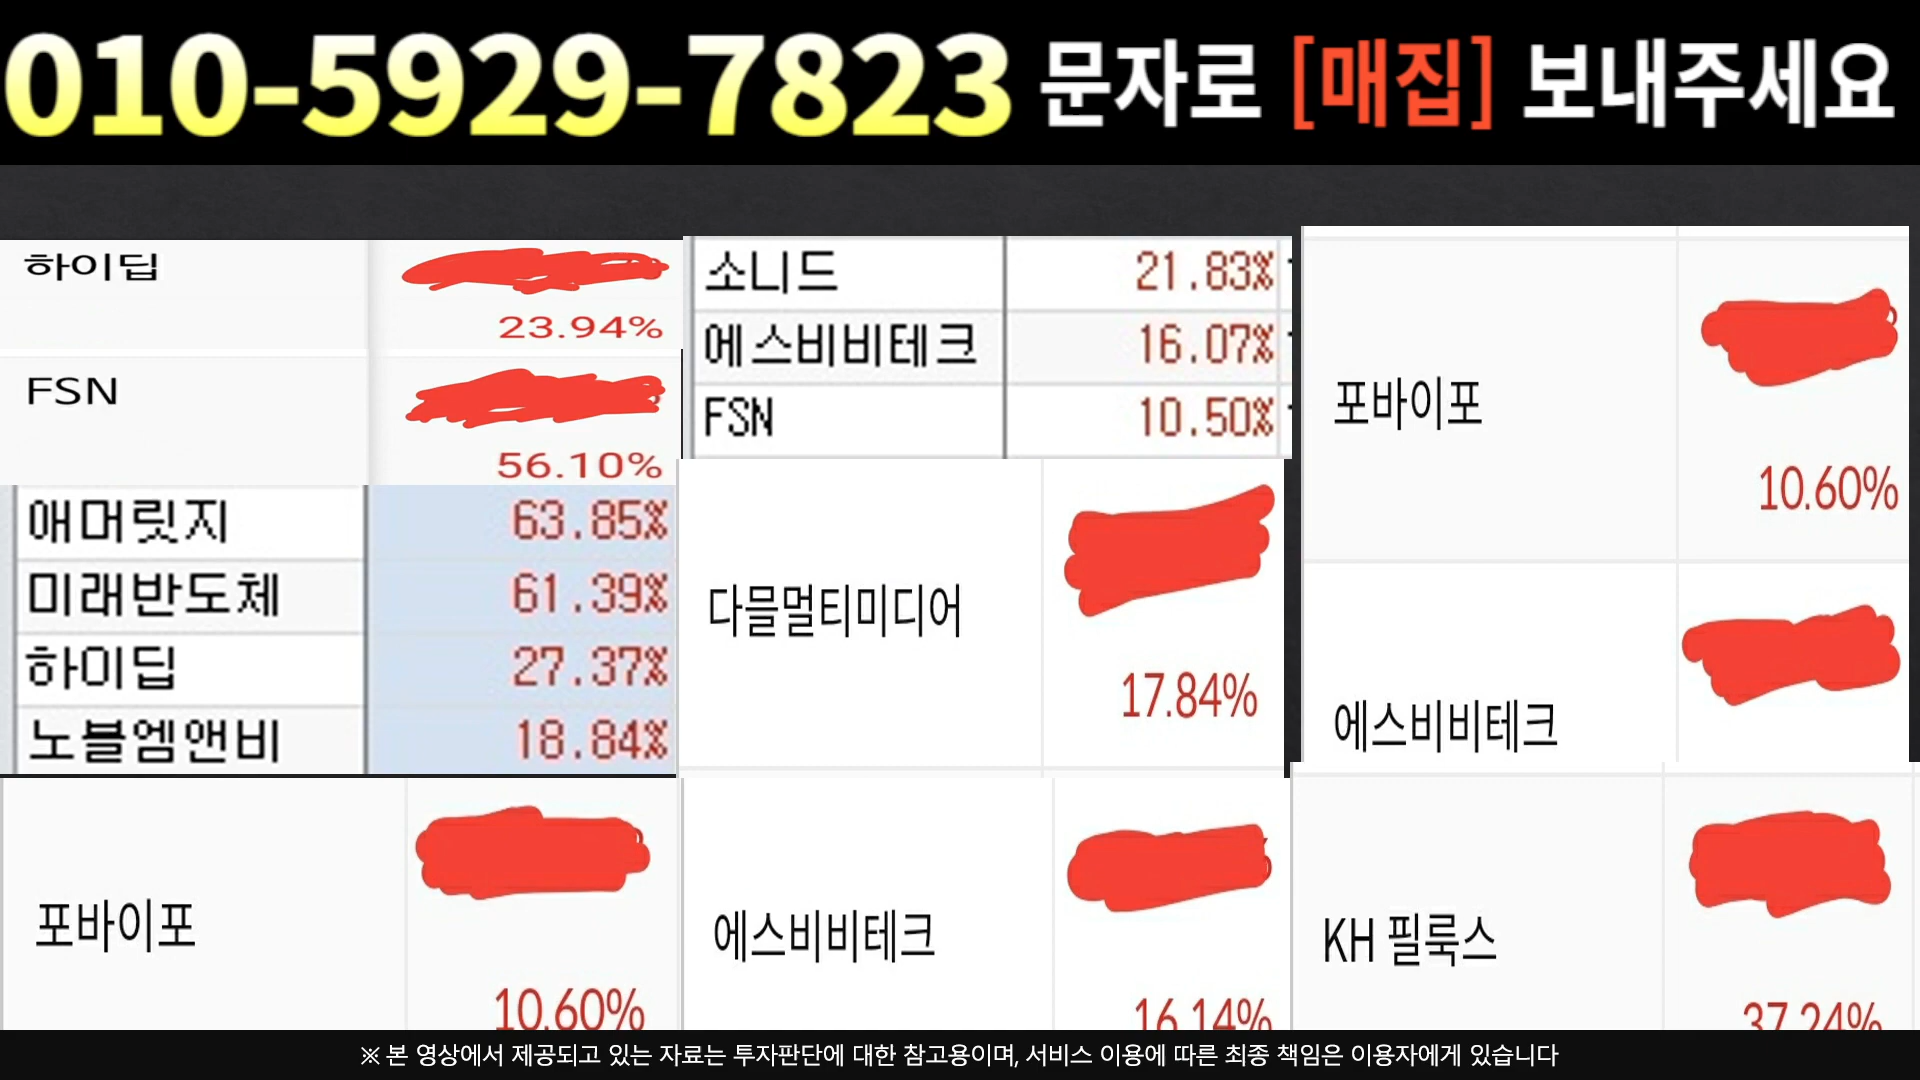 010-5929-7823 문자로 [매집] 보내주세요
하이딥
23.94%
FSN
56.10%
애머릿지 63.85%
미래반도체 61.39%
하이딥 27.37%
노블엠앤비 18.84%
소니드 21.83%
에스비비테크 16.07%
FSN 10.50%
다믈멀티미디어
17.84%
포바이포
10.60%
에스비비테크
포바이포
10.60%
에스비비테크
16.14%
KH 필룩스
37.24%
※ 본 영상에서 제공되고 있는 자료는 투자판단에 대한 참고용이며, 서비스 이용에 따른 최종 책임은 이용자에게 있습니다